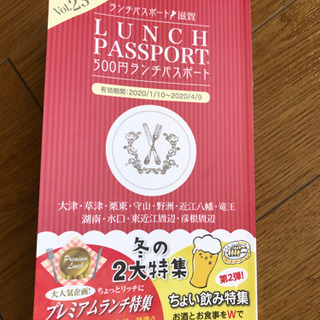 Vol.25
ランチパスポート滋賀
LUNCH
PASSPORT
500円ランチパスポート
有効期間:2020/1/10〜2020/4/9
大津・草津・栗東・守山・野洲・近江八幡・竜王
湖南・水口・東近江周辺・彦根周辺
冬の
2大特集
Premium
Lunch
大人気企画!
ちょっとリッチに
プレミアムランチ特集
第2弾!
ちょい飲み特集
お酒とお食事をWで